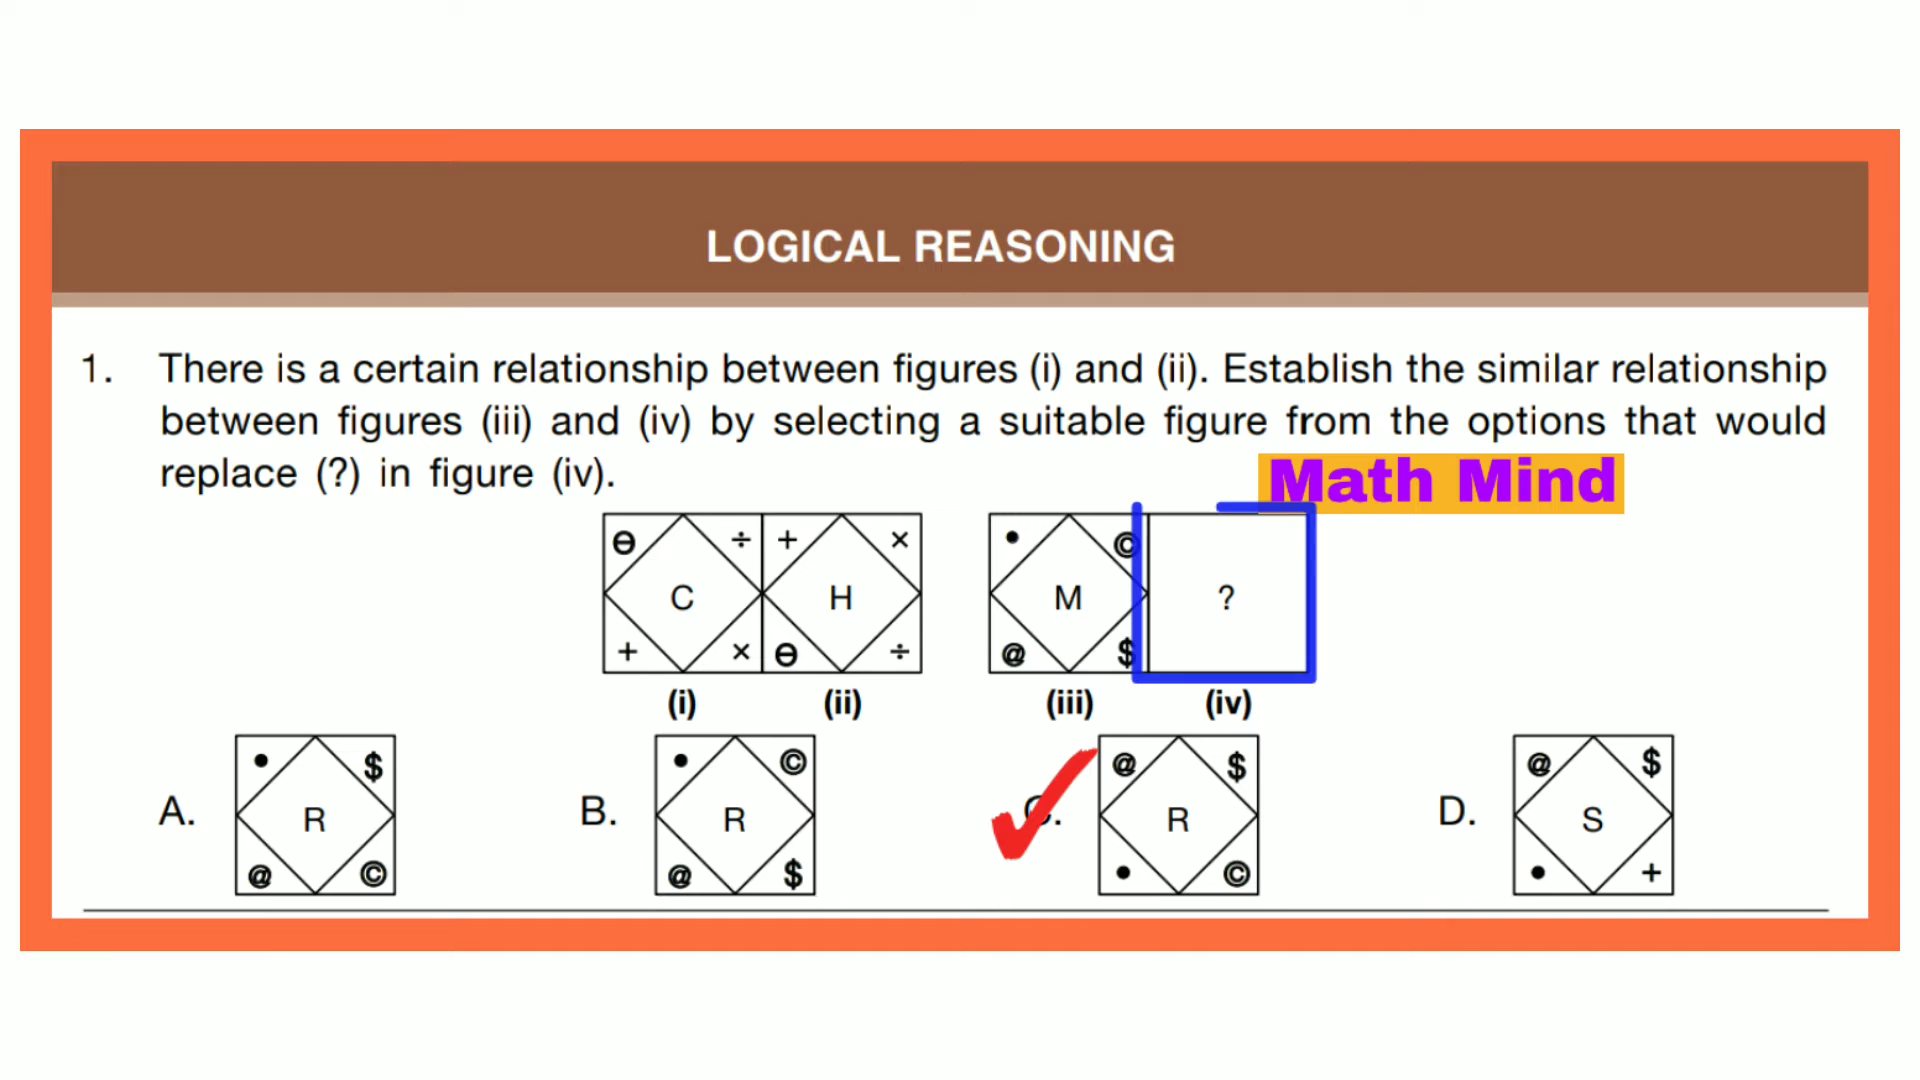 LOGICAL REASONING
1. There is a certain relationship between figures (i) and (ii). Establish the similar relationship
between figures (iii) and (iv) by selecting a suitable figure from the options that would
replace (?) in figure (iv).
Math Mind
⊖ ÷ + × • ©
C H M ?
+ × ⊖ ÷ @ $
(i) (ii) (iii) (iv)
• $ • © @ $ @ $
A. R B. R C. R D. S
@ © @ $ • © • +